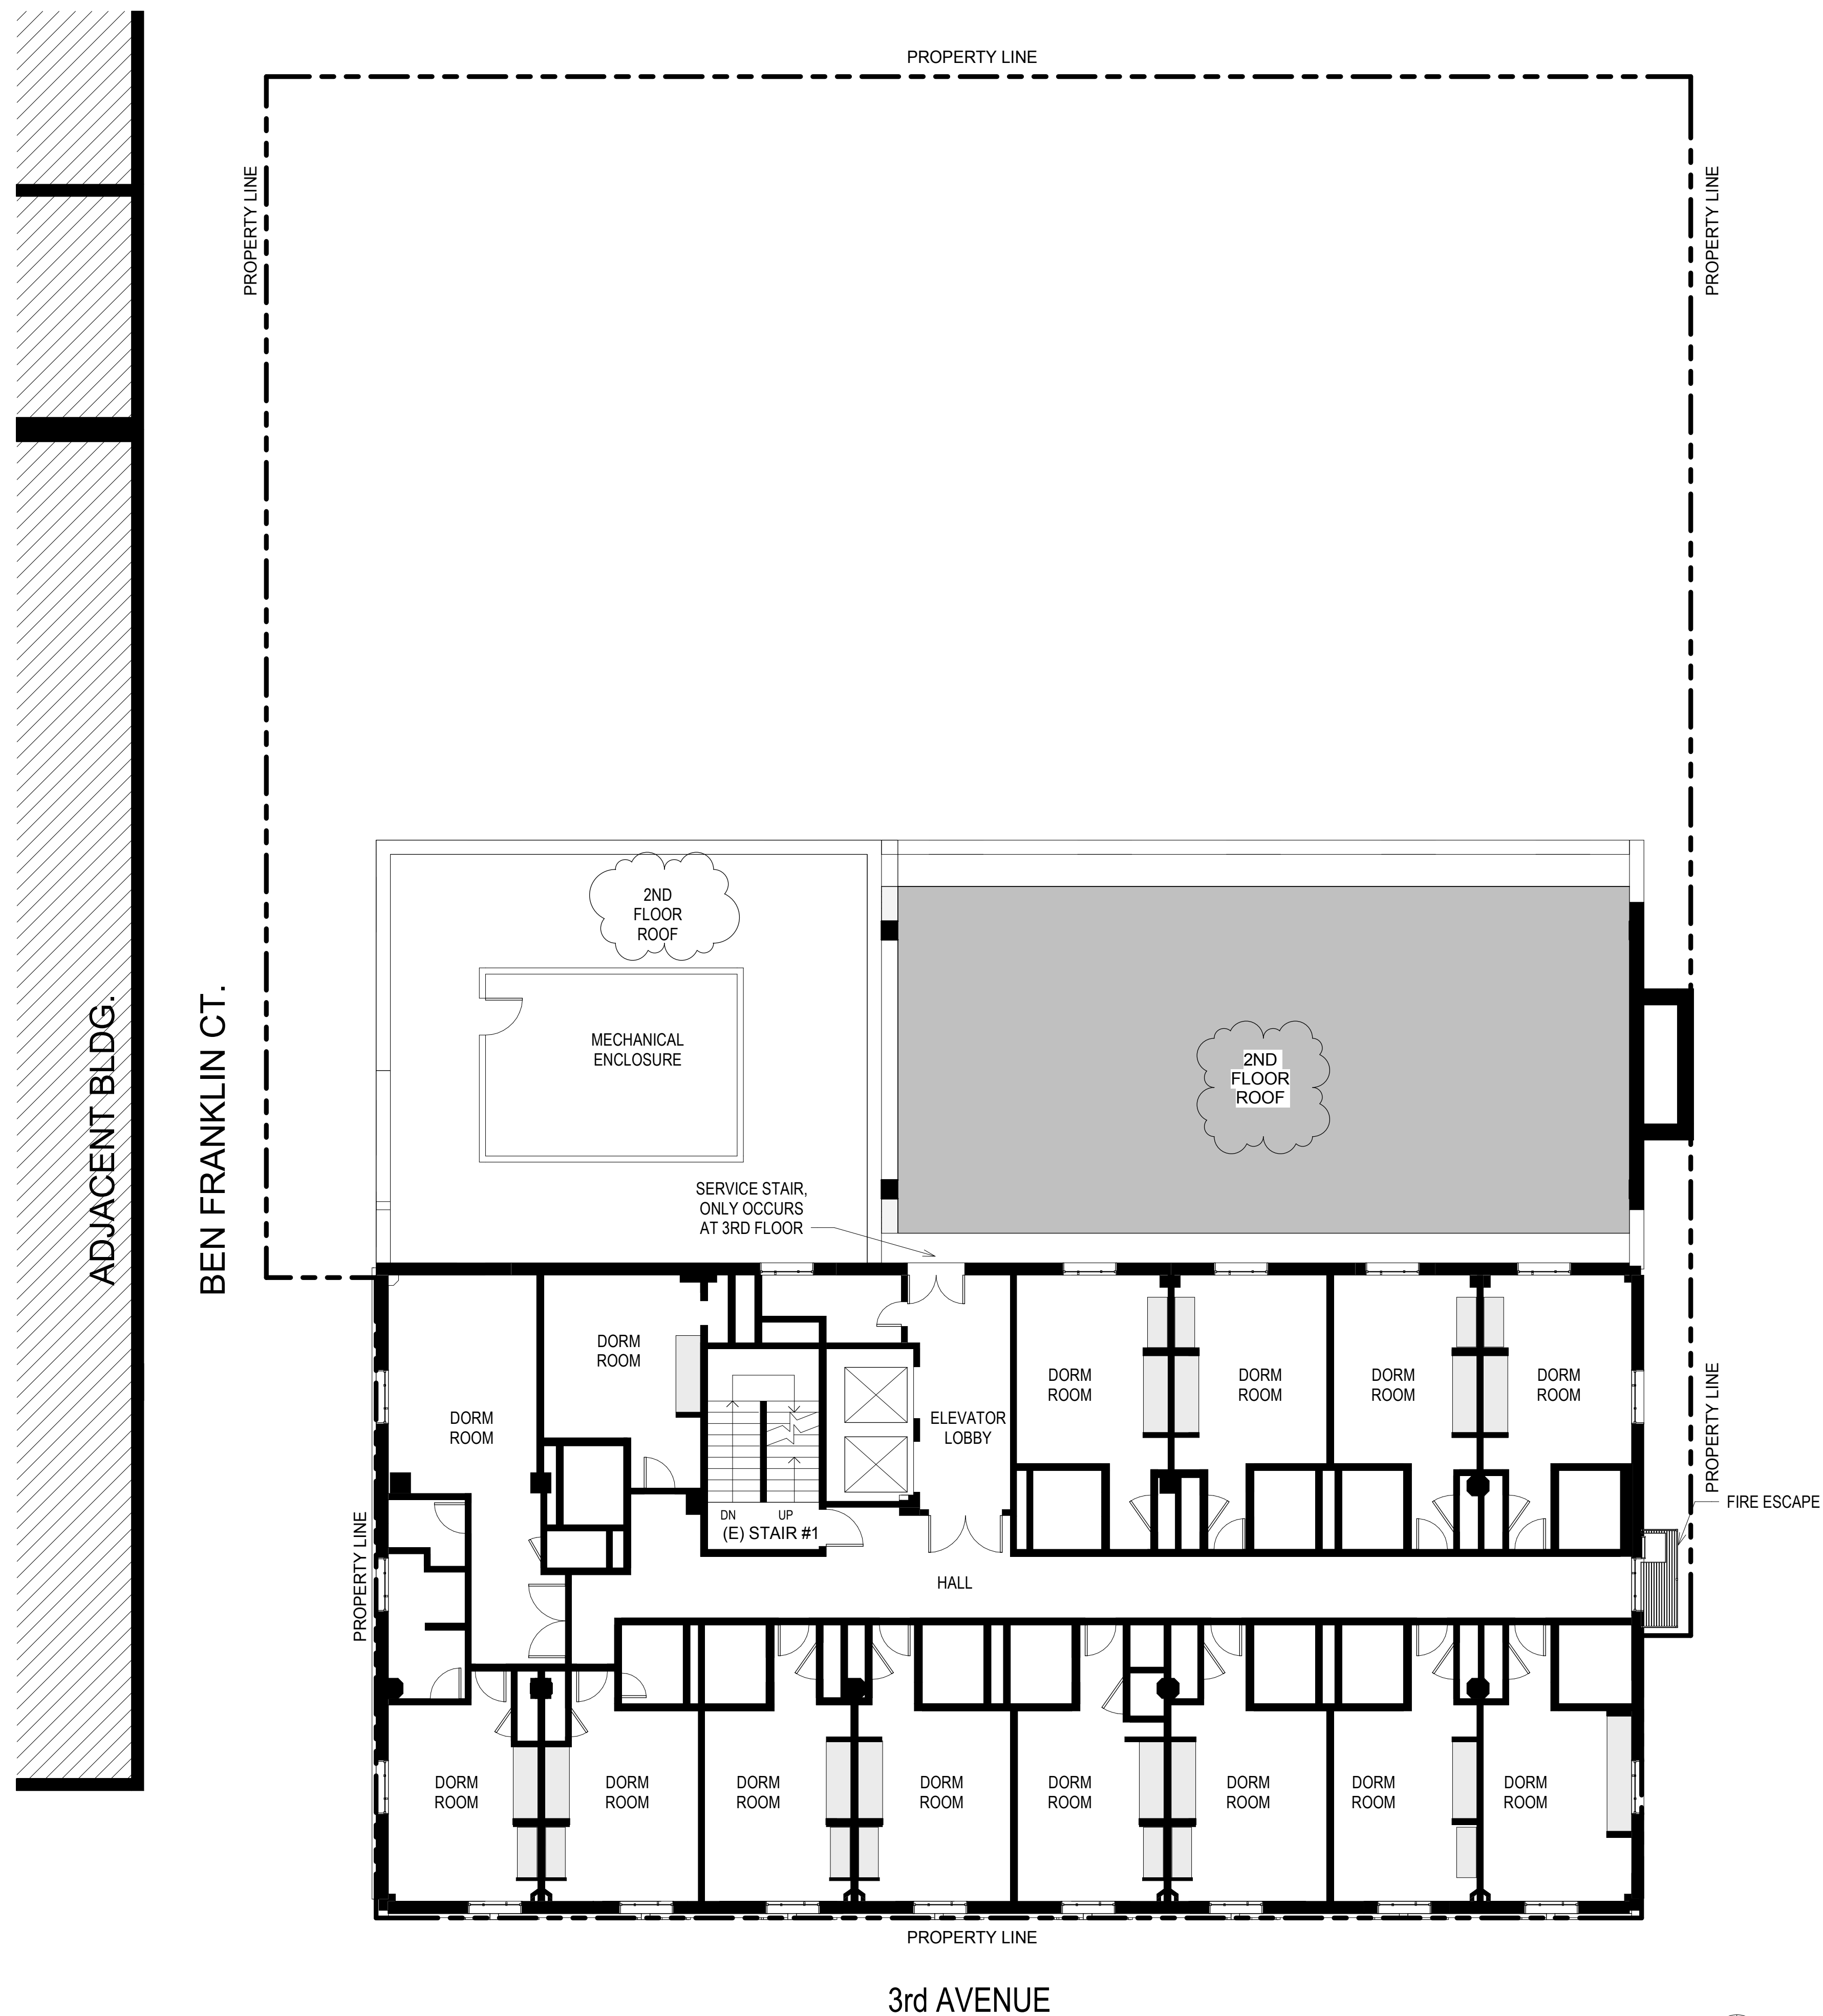 PROPERTY LINE
PROPERTY LINE
PROPERTY LINE
2ND
FLOOR
ROOF
ADJACENT BLDG.
BEN FRANKLIN CT.
MECHANICAL
ENCLOSURE
2ND
FLOOR
ROOF
SERVICE STAIR,
ONLY OCCURS
AT 3RD FLOOR
DORM
ROOM
DORM
ROOM
ELEVATOR
LOBBY
DORM
ROOM
DORM
ROOM
DORM
ROOM
DORM
ROOM
PROPERTY LINE
FIRE ESCAPE
DN
UP
(E) STAIR #1
PROPERTY LINE
HALL
DORM
ROOM
DORM
ROOM
DORM
ROOM
DORM
ROOM
DORM
ROOM
DORM
ROOM
DORM
ROOM
DORM
ROOM
PROPERTY LINE
3rd AVENUE